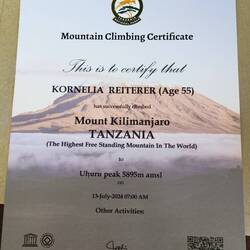 Mountain Climbing Certificate
This is to certify that
KORNELIA REITERER (Age 55)
has successfully climbed
Mount Kilimanjaro
TANZANIA
(The Highest Free Standing Mountain In The World)
to
Uhuru peak 5895m amsl
on
13-July-2024 07:00 AM
Other Activities: